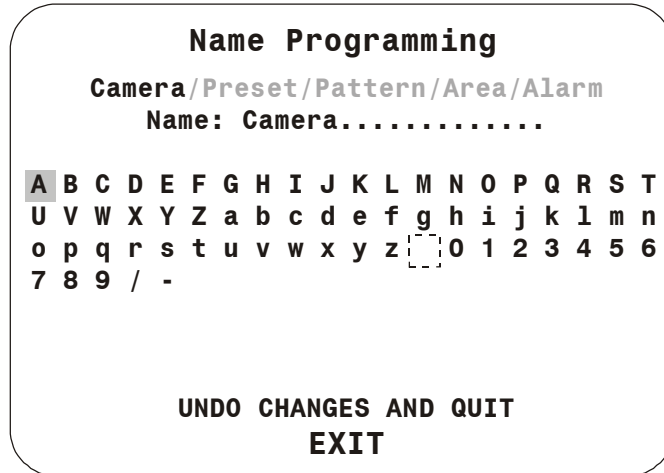 Name Programming
Camera/Preset/Pattern/Area/Alarm
Name: Camera.............
A B C D E F G H I J K L M N O P Q R S T
U V W X Y Z a b c d e f g h i j k l m n
o p q r s t u v w x y z   0 1 2 3 4 5 6
7 8 9 / -
UNDO CHANGES AND QUIT
EXIT